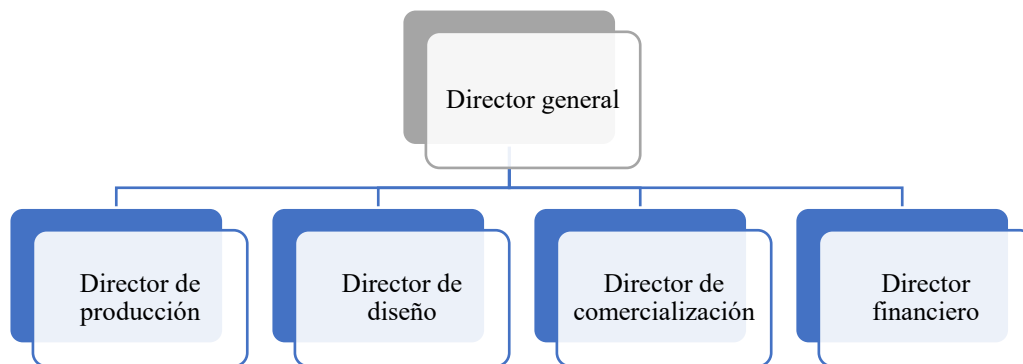 Director general
Director de
producción
Director de
diseño
Director de
comercialización
Director
financiero